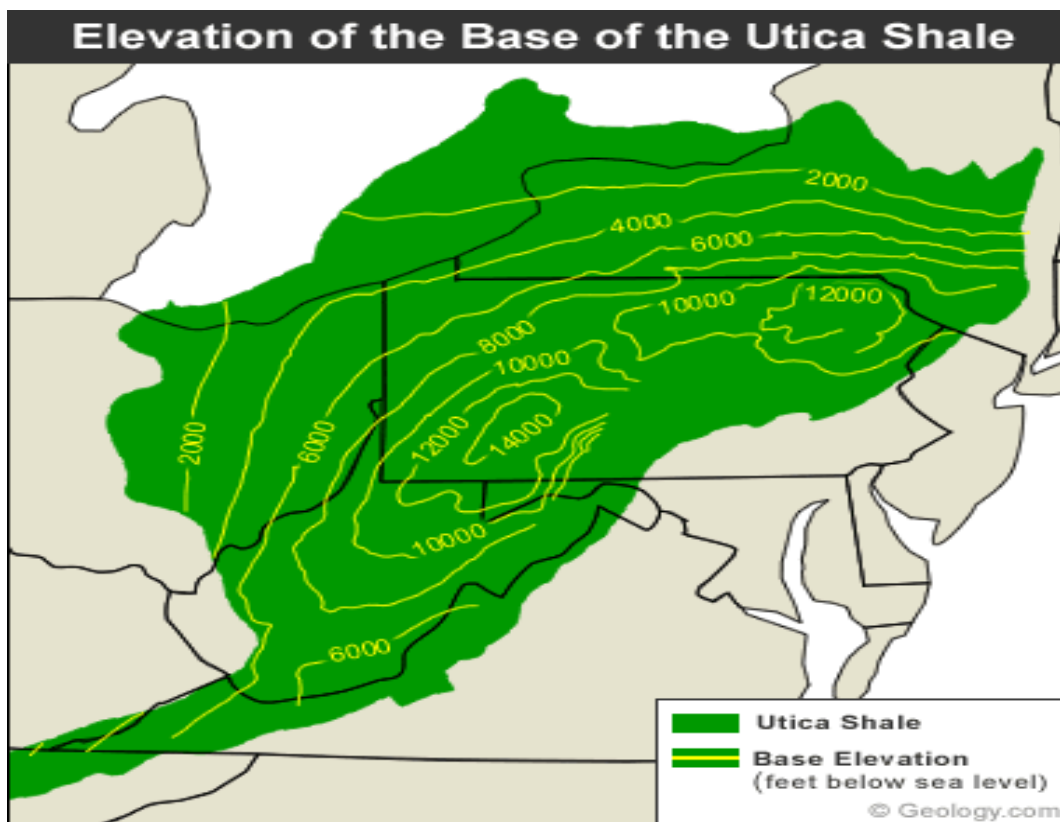 Elevation of the Base of the Utica Shale
2000
4000
6000
12000
10000
8000
10000
2000
6000
12000
14000
10000
6000
Utica Shale
Base Elevation
(feet below sea level)
© Geology.com